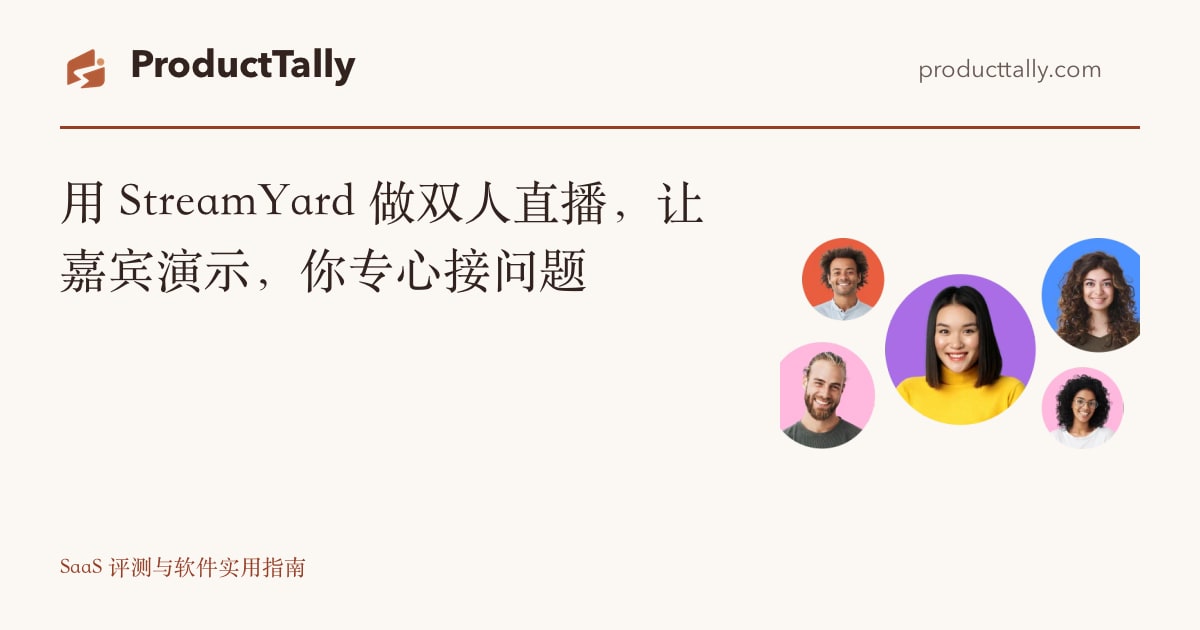 ProductTally
producttally.com
用 StreamYard 做双人直播，让
嘉宾演示，你专心接问题
SaaS 评测与软件实用指南